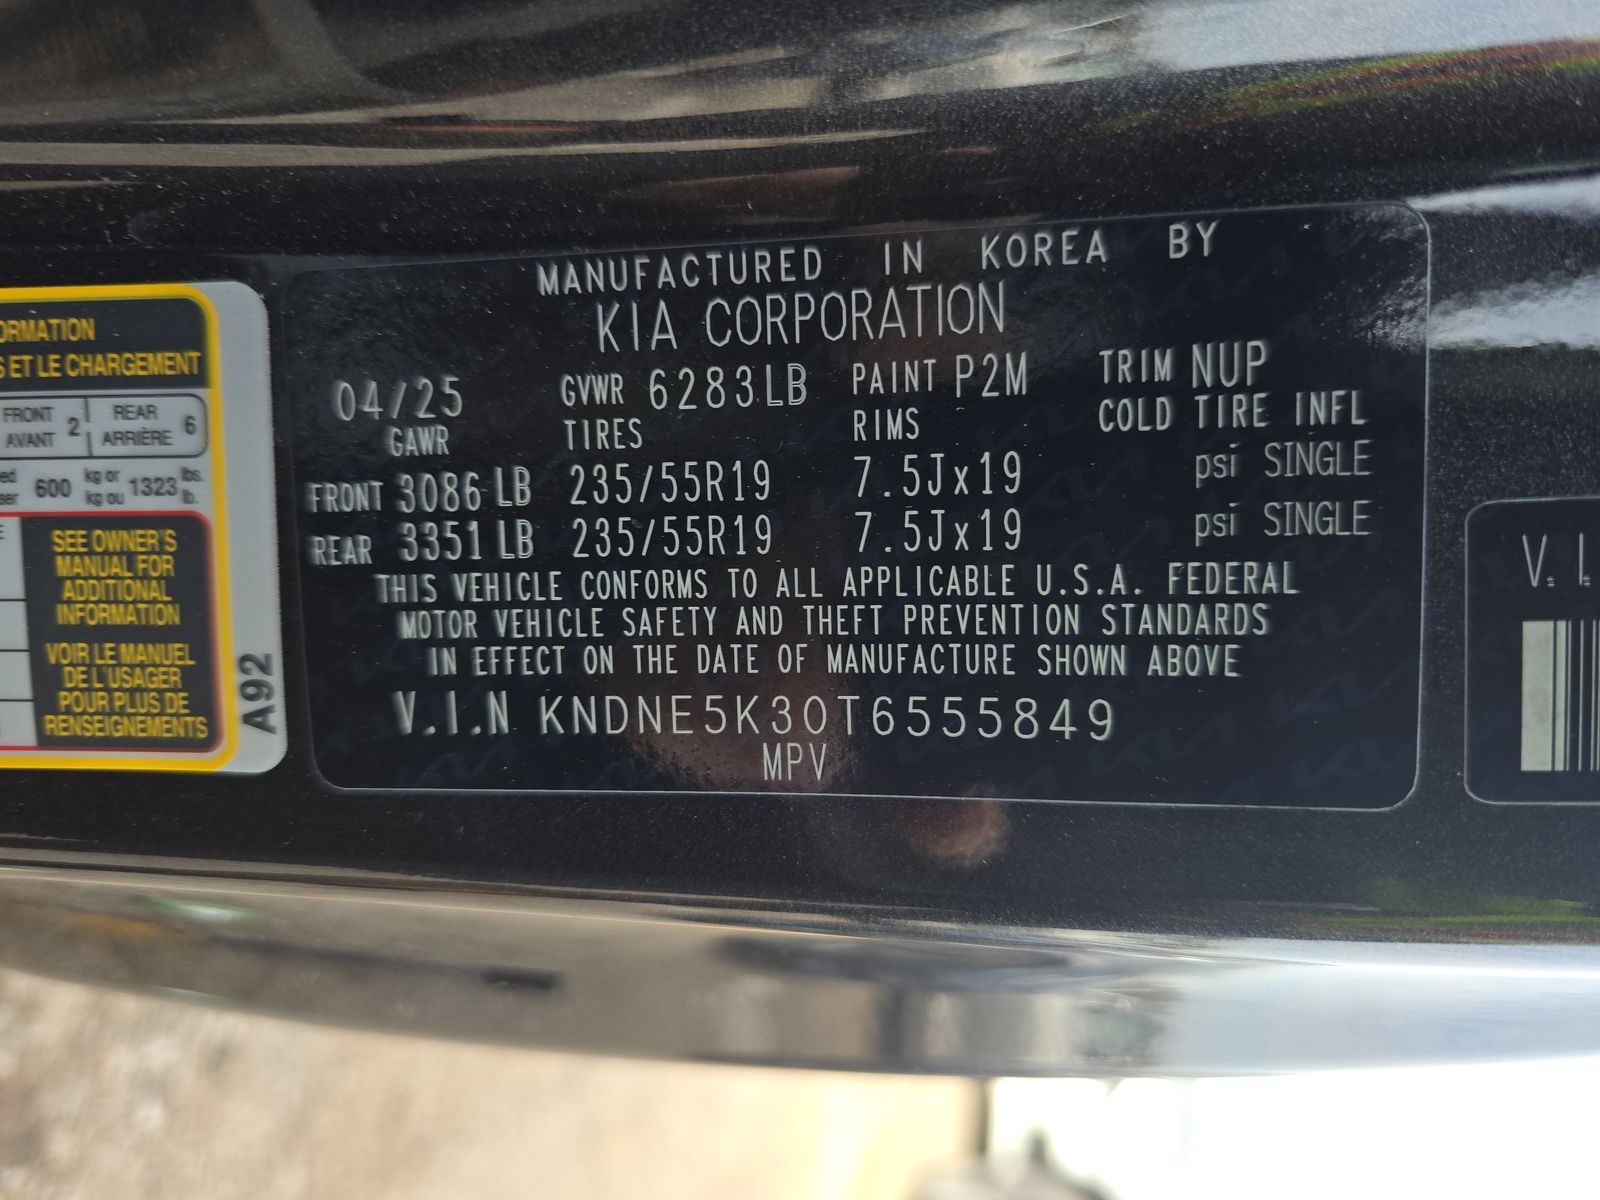 ORMATION
S ET LE CHARGEMENT
FRONT AVANT 2 REAR ARRIÈRE 6
600 kg or kg ou 1323 lbs. lb.
SEE OWNER'S
MANUAL FOR
ADDITIONAL
INFORMATION
VOIR LE MANUEL
DE L'USAGER
POUR PLUS DE
RENSEIGNEMENTS
A92
MANUFACTURED IN KOREA BY
KIA CORPORATION
04/25 GVWR 6283LB PAINT P2M TRIM NUP
GAWR TIRES RIMS COLD TIRE INFL
FRONT 3086 LB 235/55R19 7.5Jx19 psi SINGLE
REAR 3351 LB 235/55R19 7.5Jx19 psi SINGLE
THIS VEHICLE CONFORMS TO ALL APPLICABLE U.S.A. FEDERAL
MOTOR VEHICLE SAFETY AND THEFT PREVENTION STANDARDS
IN EFFECT ON THE DATE OF MANUFACTURE SHOWN ABOVE
V.I.N KNDNE5K30T6555849
MPV
V. I.